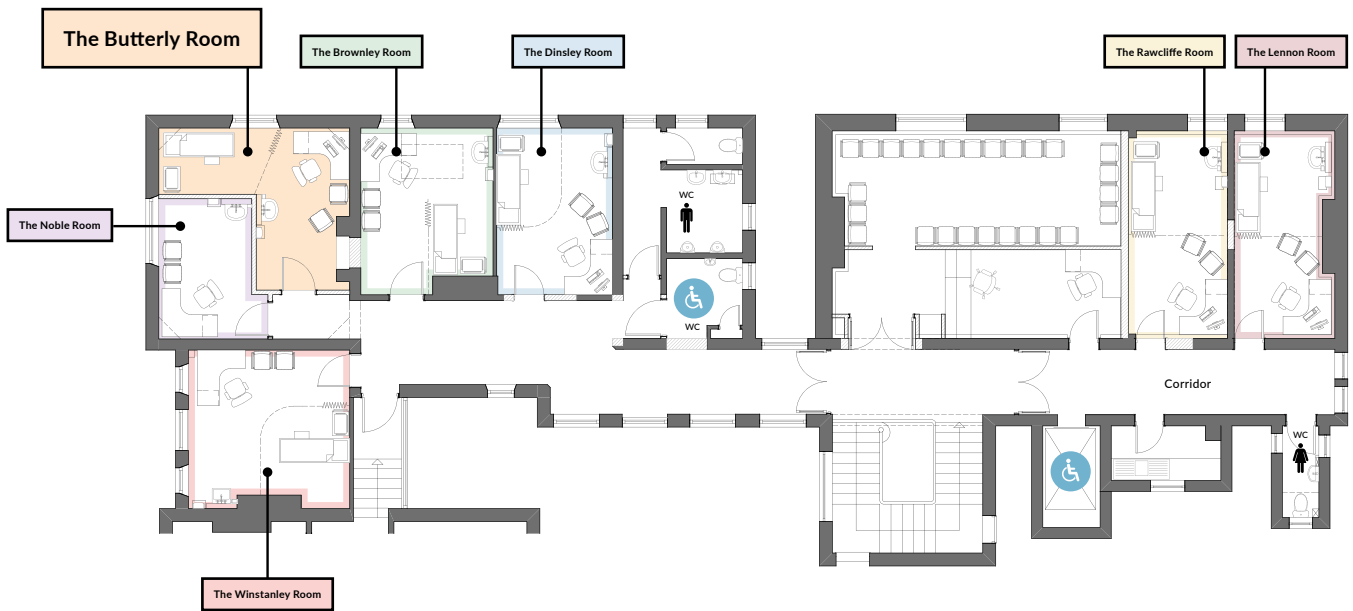 The Butterly Room
The Brownley Room
The Dinsley Room
The Rawcliffe Room
The Lennon Room
WC
The Noble Room
WC
Corridor
WC
The Winstanley Room